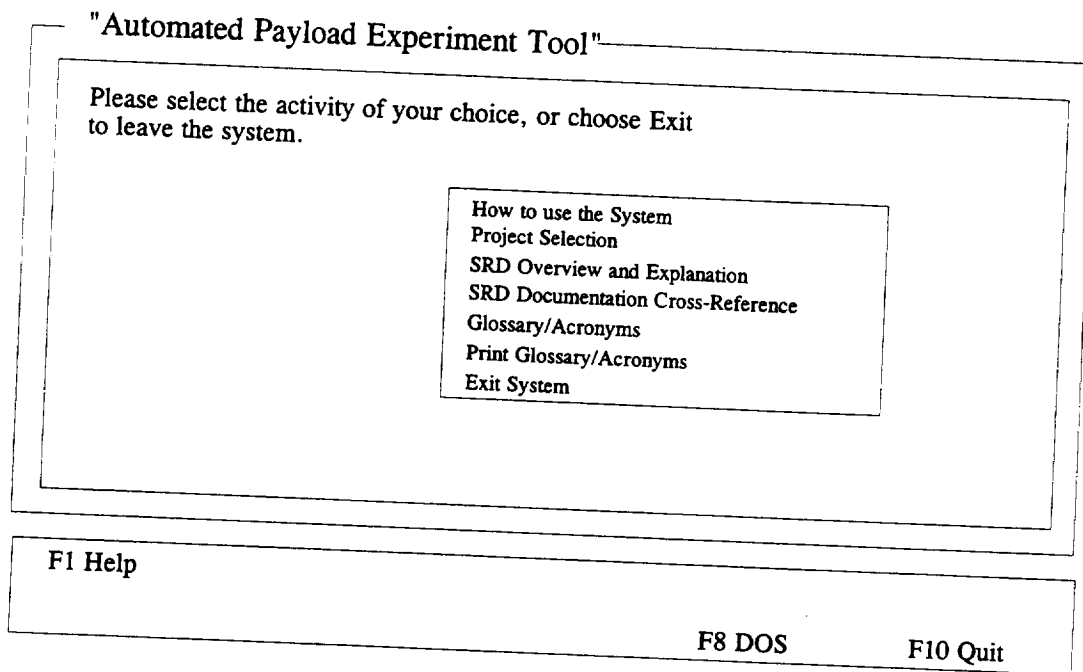 "Automated Payload Experiment Tool"
Please select the activity of your choice, or choose Exit
to leave the system.
How to use the System
Project Selection
SRD Overview and Explanation
SRD Documentation Cross-Reference
Glossary/Acronyms
Print Glossary/Acronyms
Exit System
F1 Help
F8 DOS F10 Quit